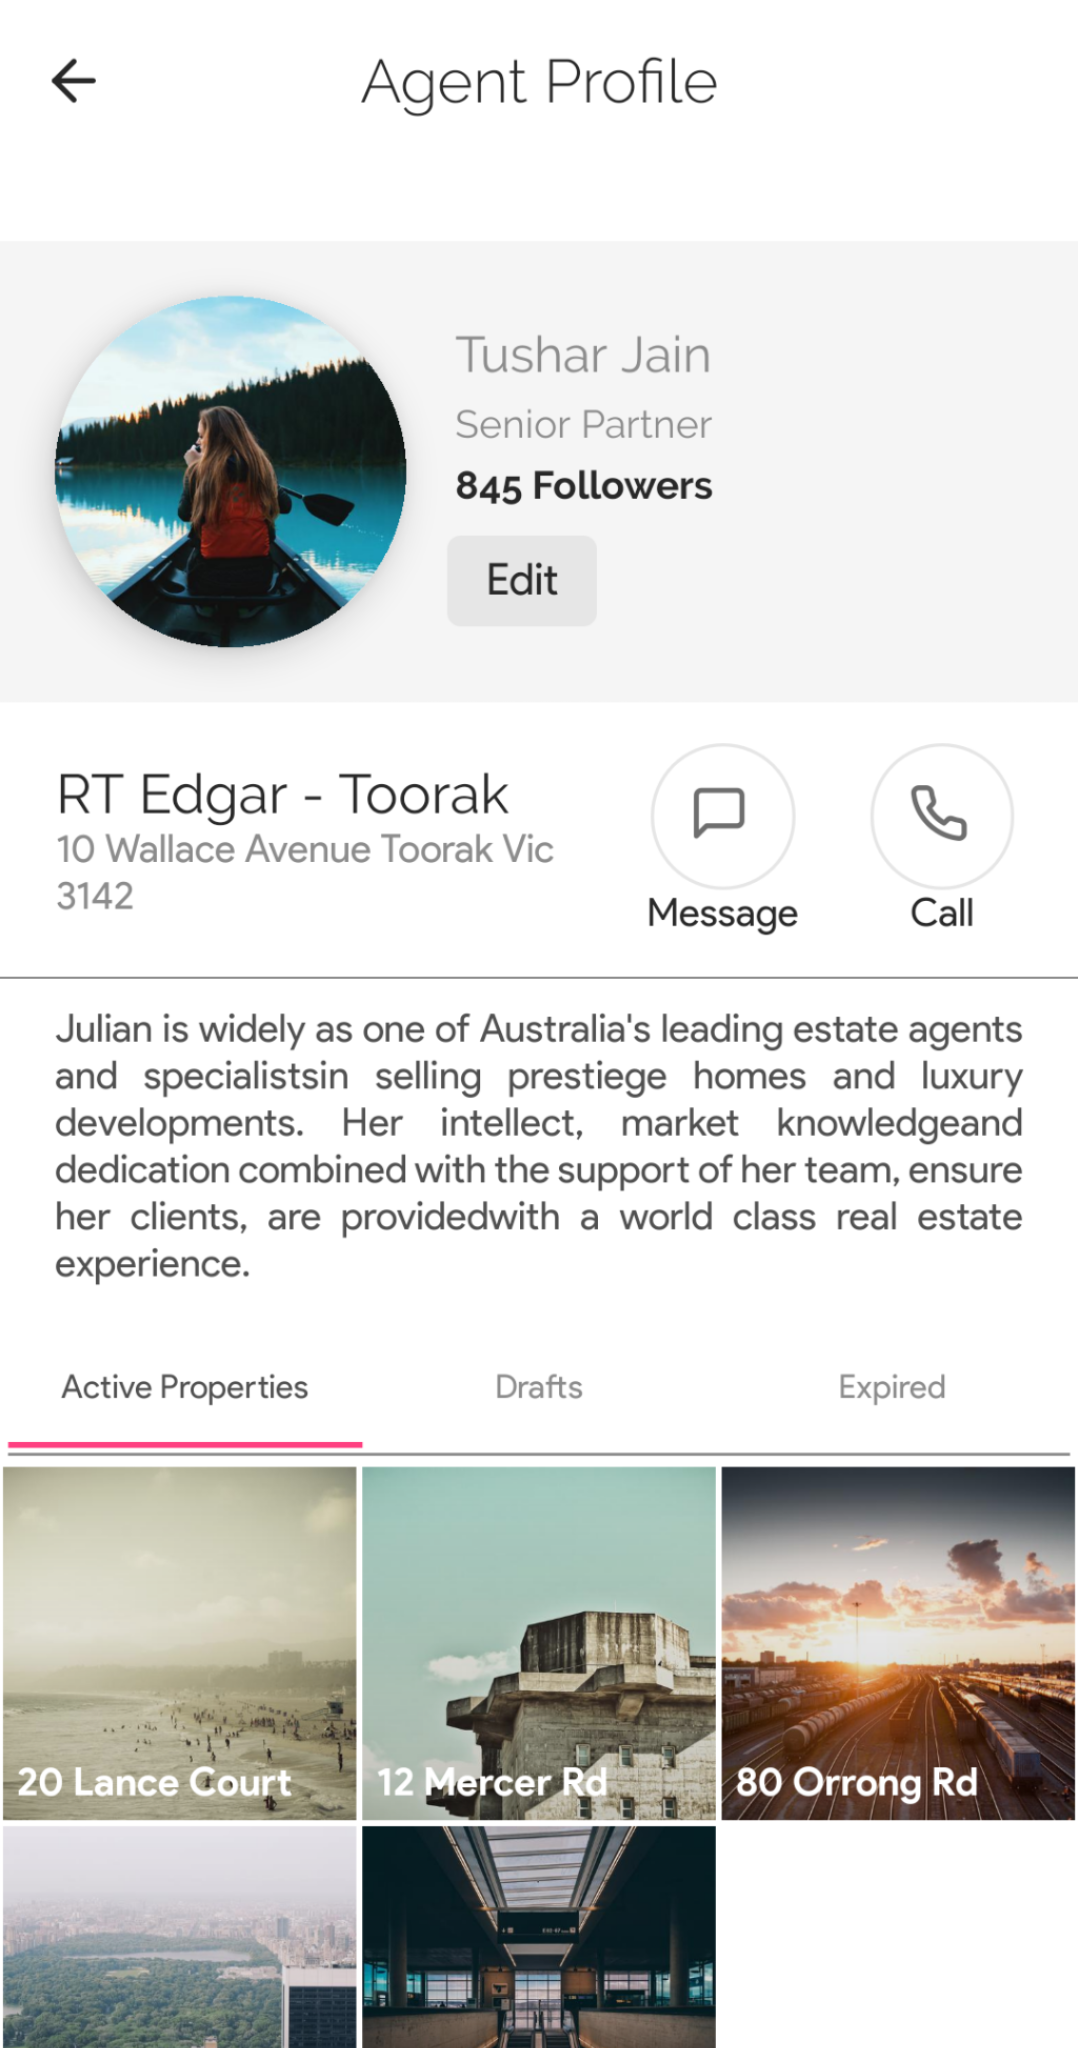 Agent Profile
Tushar Jain
Senior Partner
845 Followers
Edit
RT Edgar - Toorak
10 Wallace Avenue Toorak Vic
3142
Message
Call
Julian is widely as one of Australia's leading estate agents
and specialistsin selling prestiege homes and luxury
developments. Her intellect, market knowledgeand
dedication combined with the support of her team, ensure
her clients, are providedwith a world class real estate
experience.
Active Properties
Drafts
Expired
20 Lance Court
12 Mercer Rd
80 Orrong Rd